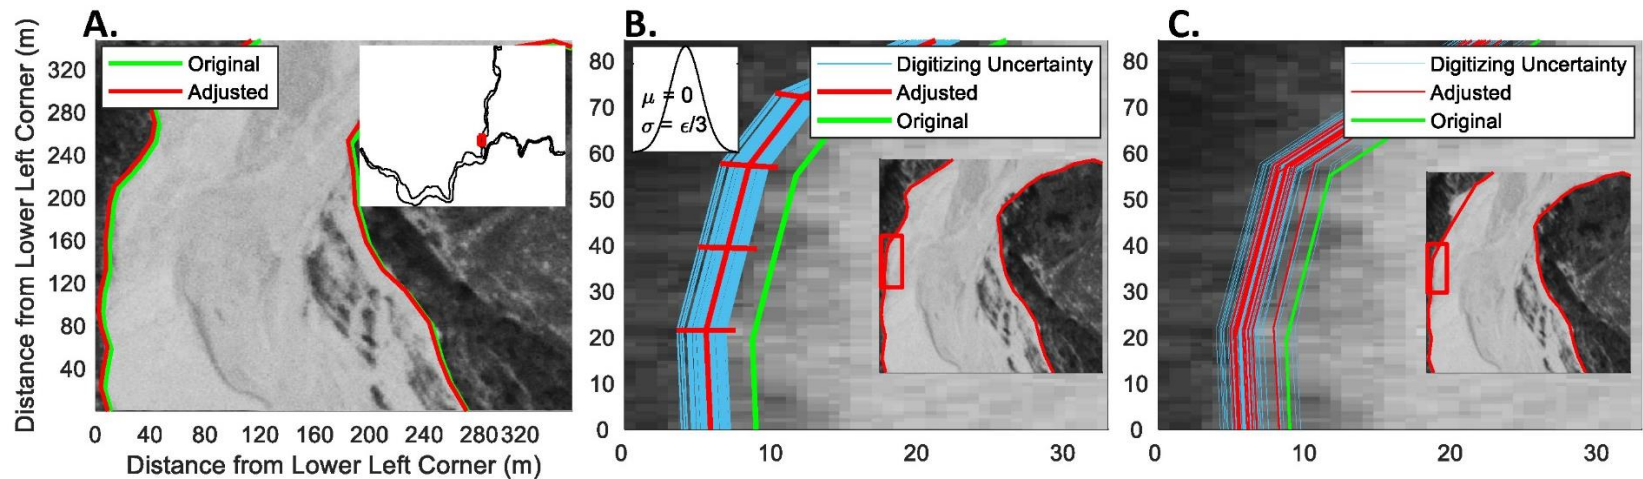 A.
Distance from Lower Left Corner (m)
320
280
240
200
160
120
80
40
Original
Adjusted
0 40 80 120 160 200 240 280 320
Distance from Lower Left Corner (m)
B.
80
70
60
50
40
30
20
10
0
μ = 0
σ = ϵ/3
Digitizing Uncertainty
Adjusted
Original
0 10 20 30
C.
80
70
60
50
40
30
20
10
0
Digitizing Uncertainty
Adjusted
Original
0 10 20 30